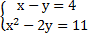 x − y = 4
x² − 2y = 11